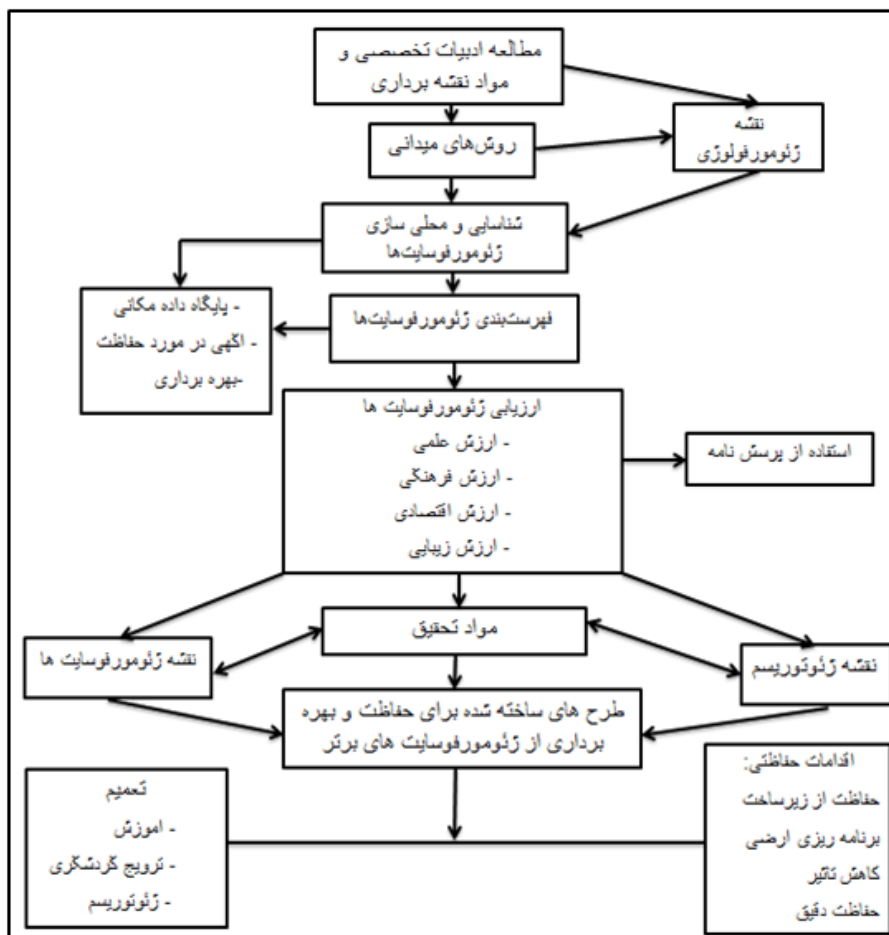 مطالعه ادبیات تخصصی و
مواد نقشه برداری
نقشه
ژئومورفولوژی
روش‌های میدانی
شناسایی و محلی سازی
ژئومورفوسایت‌ها
- پایگاه داده مکانی
- اگهی در مورد حفاظت
-بهره برداری
فهرست‌بندی ژئومورفوسایت‌ها
ارزیابی ژئومورفوسایت ها
- ارزش علمی
- ارزش فرهنگی
- ارزش اقتصادی
- ارزش زیبایی
استفاده از پرسش نامه
مواد تحقیق
نقشه ژئوتوریسم
نقشه ژئومورفوسایت ها
طرح های ساخته شده برای حفاظت و بهره
برداری از ژئومورفوسایت های برتر
اقدامات حفاظتی:
حفاظت از زیرساخت
برنامه ریزی ارضی
کاهش تاثیر
حفاظت دقیق
تعمیم
- اموزش
- ترویج گردشگری
- ژئوتوریسم